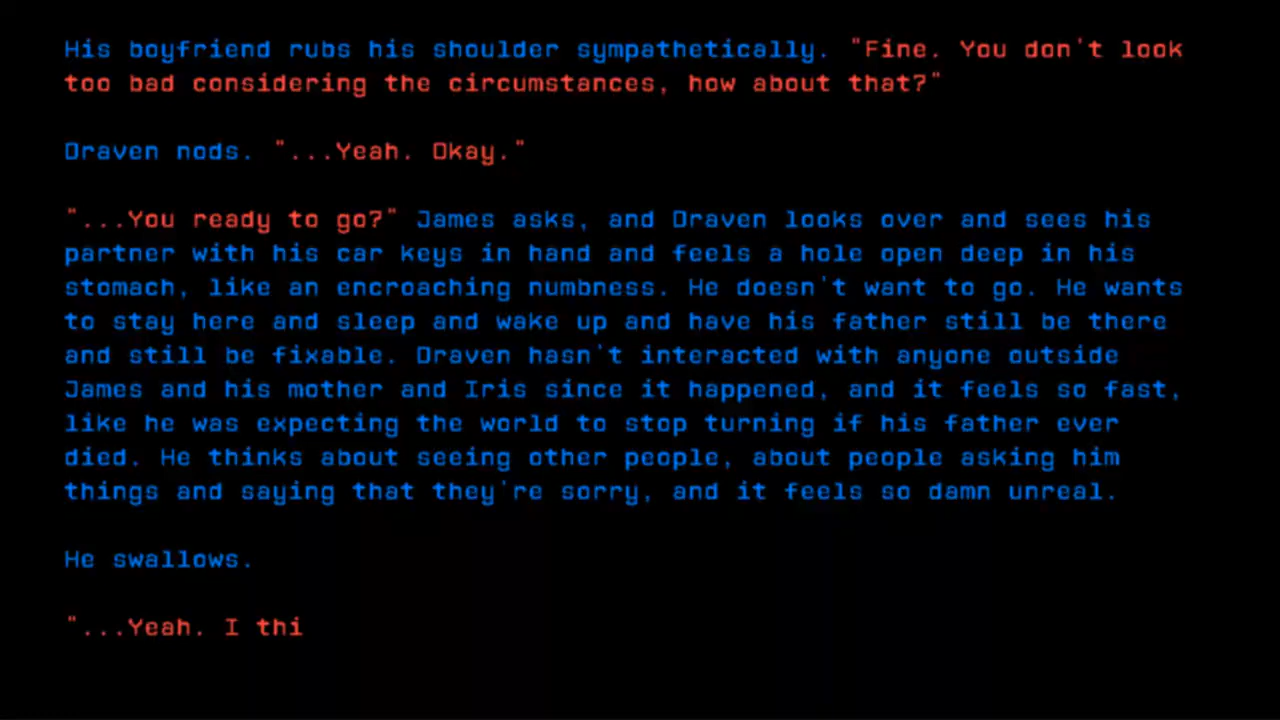 His boyfriend rubs his shoulder sympathetically. "Fine. You don't look
too bad considering the circumstances, how about that?"
Draven nods. "...Yeah. Okay."
"...You ready to go?" James asks, and Draven looks over and sees his
partner with his car keys in hand and feels a hole open deep in his
stomach, like an encroaching numbness. He doesn't want to go. He wants
to stay here and sleep and wake up and have his father still be there
and still be fixable. Draven hasn't interacted with anyone outside
James and his mother and Iris since it happened, and it feels so fast,
like he was expecting the world to stop turning if his father ever
died. He thinks about seeing other people, about people asking him
things and saying that they're sorry, and it feels so damn unreal.
He swallows.
"...Yeah. I thi